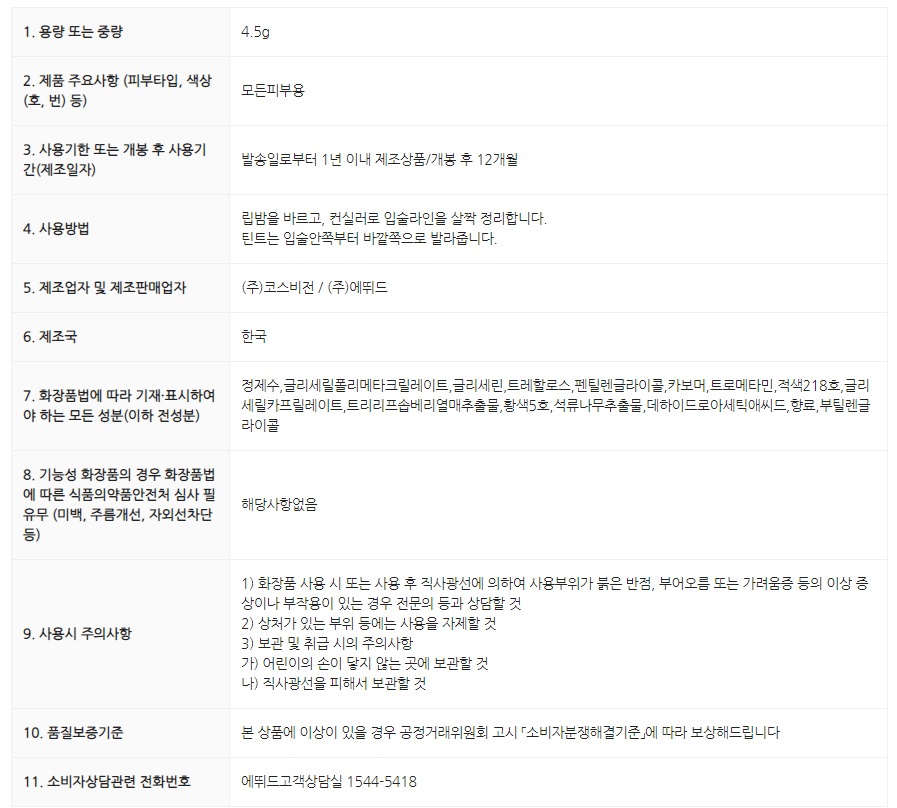 1. 용량 또는 중량
4.5g
2. 제품 주요사항 (피부타입, 색상
(호, 번) 등)
모든피부용
3. 사용기한 또는 개봉 후 사용기
간(제조일자)
발송일로부터 1년 이내 제조상품/개봉 후 12개월
4. 사용방법
립밤을 바르고, 컨실러로 입술라인을 살짝 정리합니다.
틴트는 입술안쪽부터 바깥쪽으로 발라줍니다.
5. 제조업자 및 제조판매업자
(주)코스비전 / (주)에뛰드
6. 제조국
한국
7. 화장품법에 따라 기재·표시하여
야 하는 모든 성분(이하 전성분)
정제수,글리세릴폴리메타크릴레이트,글리세린,트레할로스,펜틸렌글라이콜,카보머,트로메타민,적색218호,글리
세릴카프릴레이트,트리리프솝베리열매추출물,황색5호,석류나무추출물,데하이드로아세틱애씨드,향료,부틸렌글
라이콜
8. 기능성 화장품의 경우 화장품법
에 따른 식품의약품안전처 심사 필
유무 (미백, 주름개선, 자외선차단
등)
해당사항없음
9. 사용시 주의사항
1) 화장품 사용 시 또는 사용 후 직사광선에 의하여 사용부위가 붉은 반점, 부어오름 또는 가려움증 등의 이상 증
상이나 부작용이 있는 경우 전문의 등과 상담할 것
2) 상처가 있는 부위 등에는 사용을 자제할 것
3) 보관 및 취급 시의 주의사항
가) 어린이의 손이 닿지 않는 곳에 보관할 것
나) 직사광선을 피해서 보관할 것
10. 품질보증기준
본 상품에 이상이 있을 경우 공정거래위원회 고시 「소비자분쟁해결기준」에 따라 보상해드립니다
11. 소비자상담관련 전화번호
에뛰드고객상담실 1544-5418